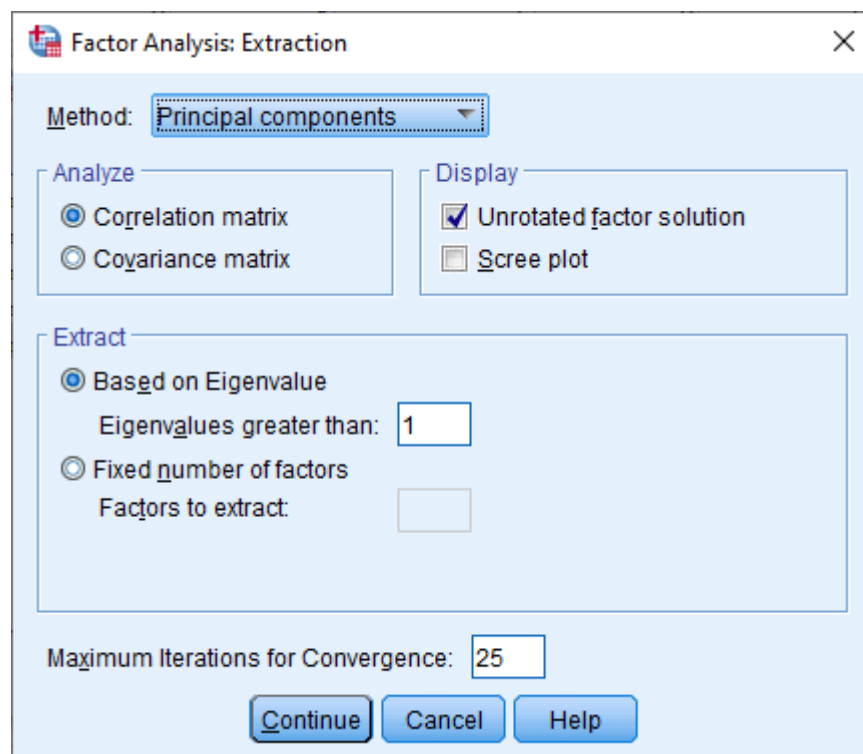 Factor Analysis: Extraction
Method: Principal components
Analyze
Correlation matrix
Covariance matrix
Display
Unrotated factor solution
Scree plot
Extract
Based on Eigenvalue
Eigenvalues greater than: 1
Fixed number of factors
Factors to extract:
Maximum Iterations for Convergence: 25
Continue Cancel Help